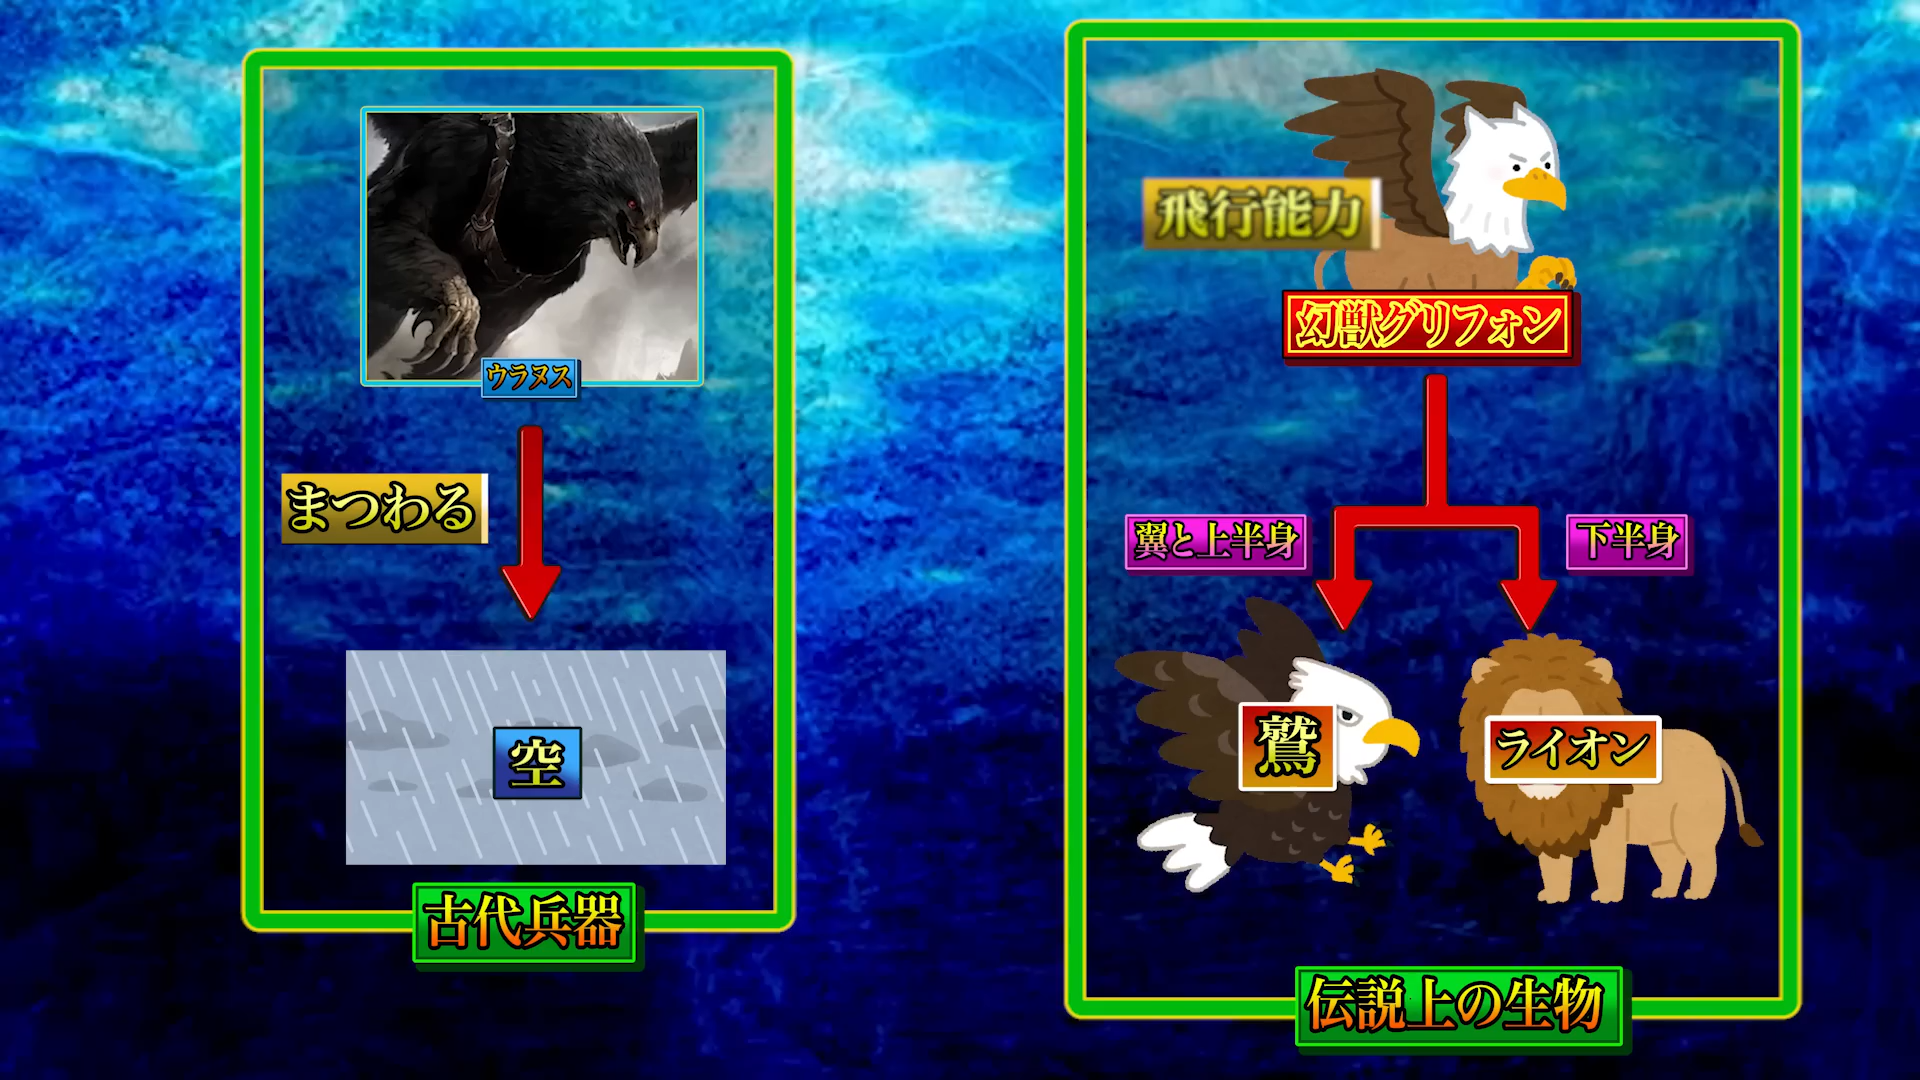 ウラヌス
まつわる
空
古代兵器
飛行能力
幻獣グリフォン
翼と上半身
下半身
鷲
ライオン
伝説上の生物